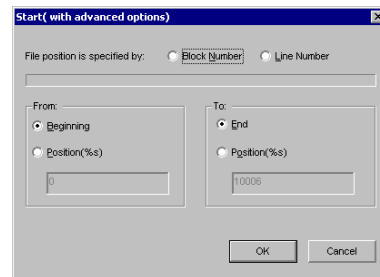 Start( with advanced options)
File position is specified by: Block Number Line Number
From: To:
Beginning End
Position(%s) Position(%s)
0 10006
OK Cancel